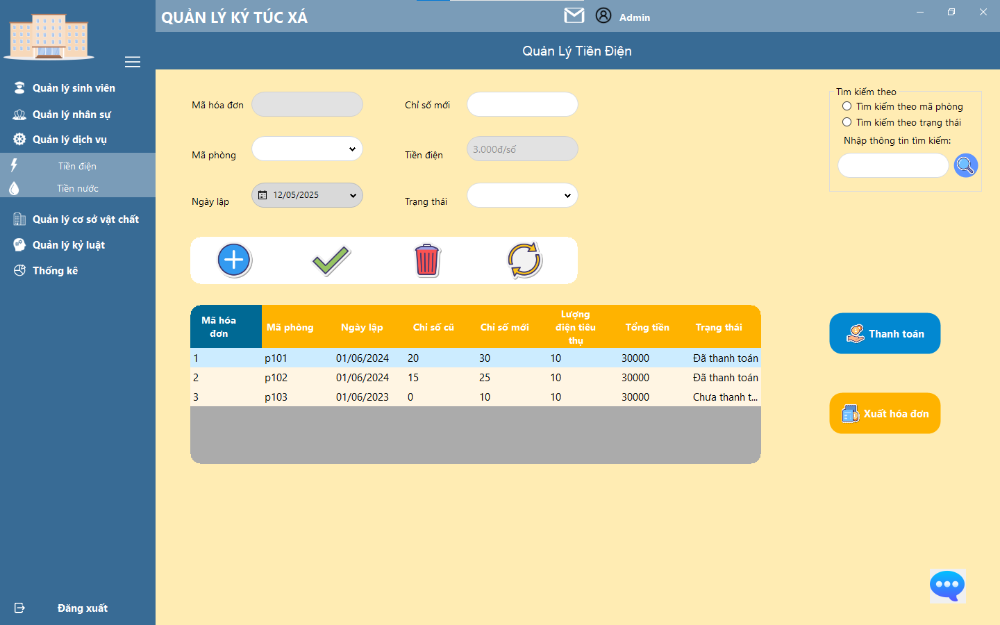 QUẢN LÝ KÝ TÚC XÁ
Admin
Quản Lý Tiền Điện
Quản lý sinh viên
Quản lý nhân sự
Quản lý dịch vụ
Tiền điện
Tiền nước
Quản lý cơ sở vật chất
Quản lý kỷ luật
Thống kê
Đăng xuất
Mã hóa đơn
Chỉ số mới
Mã phòng
Tiền điện
3.000đ/số
Ngày lập
12/05/2025
Trạng thái
Tìm kiếm theo
Tìm kiếm theo mã phòng
Tìm kiếm theo trạng thái
Nhập thông tin tìm kiếm:
Mã hóa đơn Mã phòng Ngày lập Chỉ số cũ Chỉ số mới Lượng điện tiêu thụ Tổng tiền Trạng thái
1 p101 01/06/2024 20 30 10 30000 Đã thanh toán
2 p102 01/06/2024 15 25 10 30000 Đã thanh toán
3 p103 01/06/2023 0 10 10 30000 Chưa thanh t...
Thanh toán
Xuất hóa đơn